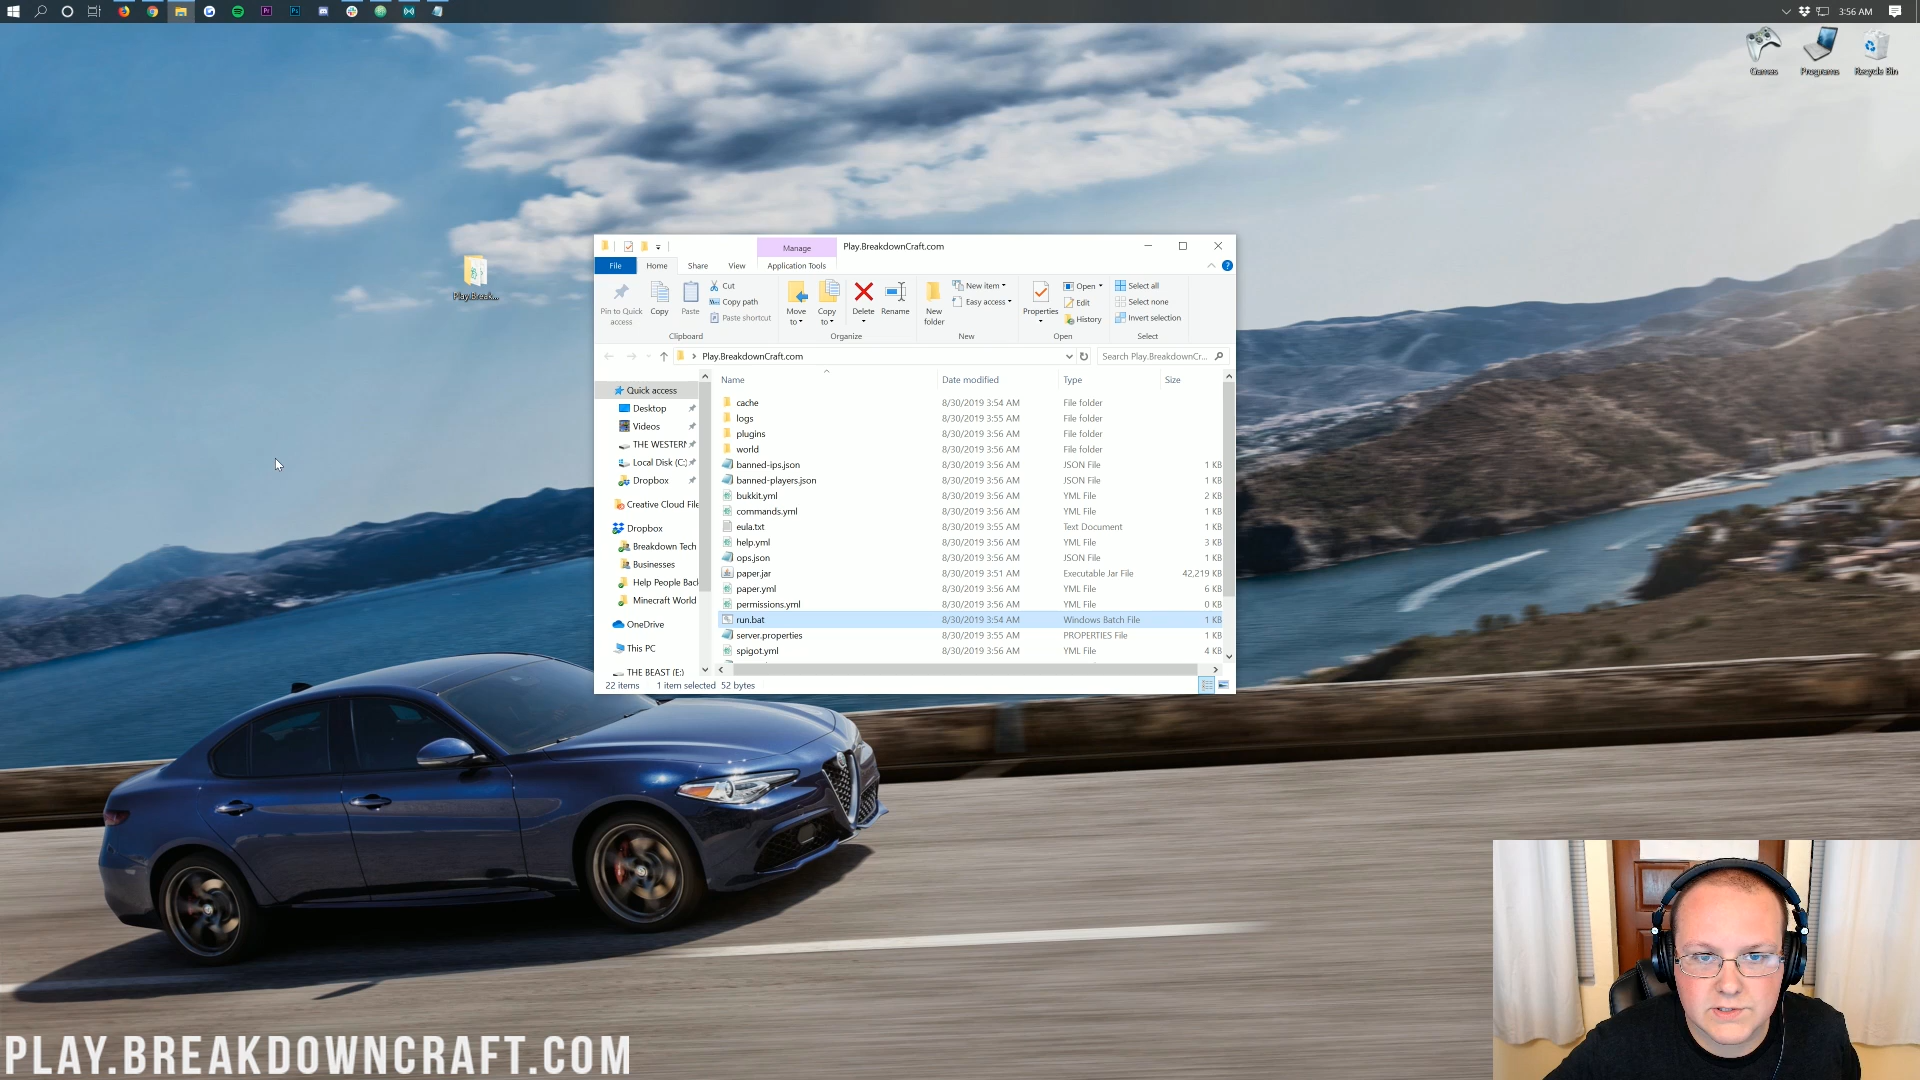 3:56 AM
Games
Programs
Recycle Bin
Play.Break...
Manage
Play.BreakdownCraft.com
File
Home
Share
View
Application Tools
Pin to Quick access
Copy
Paste
Cut
Copy path
Paste shortcut
Clipboard
Move to
Copy to
Delete
Rename
Organize
New folder
New item
Easy access
New
Properties
Open
Edit
History
Open
Select all
Select none
Invert selection
Select
Play.BreakdownCraft.com
Search Play.BreakdownCr...
Quick access
Desktop
Videos
THE WESTERN
Local Disk (C:)
Dropbox
Creative Cloud File
Dropbox
Breakdown Tech
Businesses
Help People Bac
Minecraft World
OneDrive
This PC
THE BEAST (E:)
Name Date modified Type Size
cache 8/30/2019 3:54 AM File folder
logs 8/30/2019 3:55 AM File folder
plugins 8/30/2019 3:56 AM File folder
world 8/30/2019 3:56 AM File folder
banned-ips.json 8/30/2019 3:56 AM JSON File 1 KB
banned-players.json 8/30/2019 3:56 AM JSON File 1 KB
bukkit.yml 8/30/2019 3:56 AM YML File 2 KB
commands.yml 8/30/2019 3:56 AM YML File 1 KB
eula.txt 8/30/2019 3:55 AM Text Document 1 KB
help.yml 8/30/2019 3:56 AM YML File 3 KB
ops.json 8/30/2019 3:56 AM JSON File 1 KB
paper.jar 8/30/2019 3:51 AM Executable Jar File 42,219 KB
paper.yml 8/30/2019 3:56 AM YML File 6 KB
permissions.yml 8/30/2019 3:56 AM YML File 0 KB
run.bat 8/30/2019 3:54 AM Windows Batch File 1 KB
server.properties 8/30/2019 3:55 AM PROPERTIES File 1 KB
spigot.yml 8/30/2019 3:56 AM YML File 4 KB
22 items 1 item selected 52 bytes
PLAY.BREAKDOWNCRAFT.COM